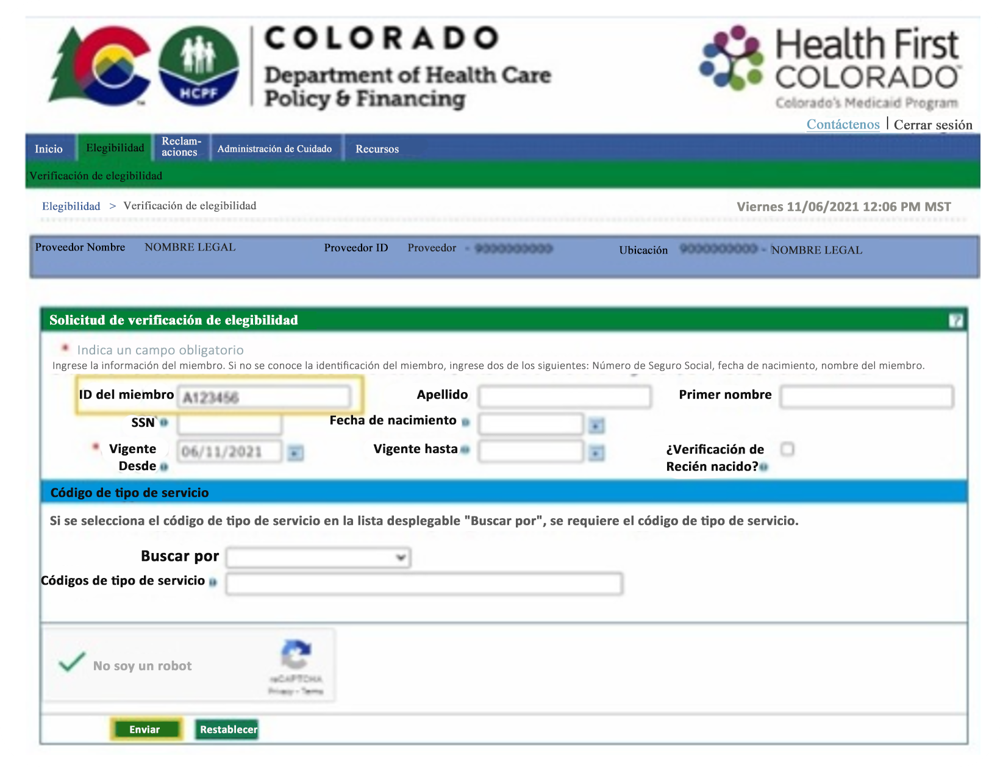 COLORADO
Department of Health Care
Policy & Financing
HCPF
Health First
COLORADO™
Colorado's Medicaid Program
Contáctenos | Cerrar sesión
Inicio Elegibilidad Reclam-
aciones Administración de Cuidado Recursos
Verificación de elegibilidad
Elegibilidad > Verificación de elegibilidad Viernes 11/06/2021 12:06 PM MST
Proveedor Nombre NOMBRE LEGAL Proveedor ID Proveedor - Ubicación - NOMBRE LEGAL
Solicitud de verificación de elegibilidad ?
* Indica un campo obligatorio
Ingrese la información del miembro. Si no se conoce la identificación del miembro, ingrese dos de los siguientes: Número de Seguro Social, fecha de nacimiento, nombre del miembro.
ID del miembro A123456 Apellido Primer nombre
SSN Fecha de nacimiento
* Vigente 06/11/2021 Vigente hasta ¿Verificación de
Desde Recién nacido?
Código de tipo de servicio
Si se selecciona el código de tipo de servicio en la lista desplegable "Buscar por", se requiere el código de tipo de servicio.
Buscar por
Códigos de tipo de servicio
No soy un robot
reCAPTCHA
Privacy - Terms
Enviar Restablecer